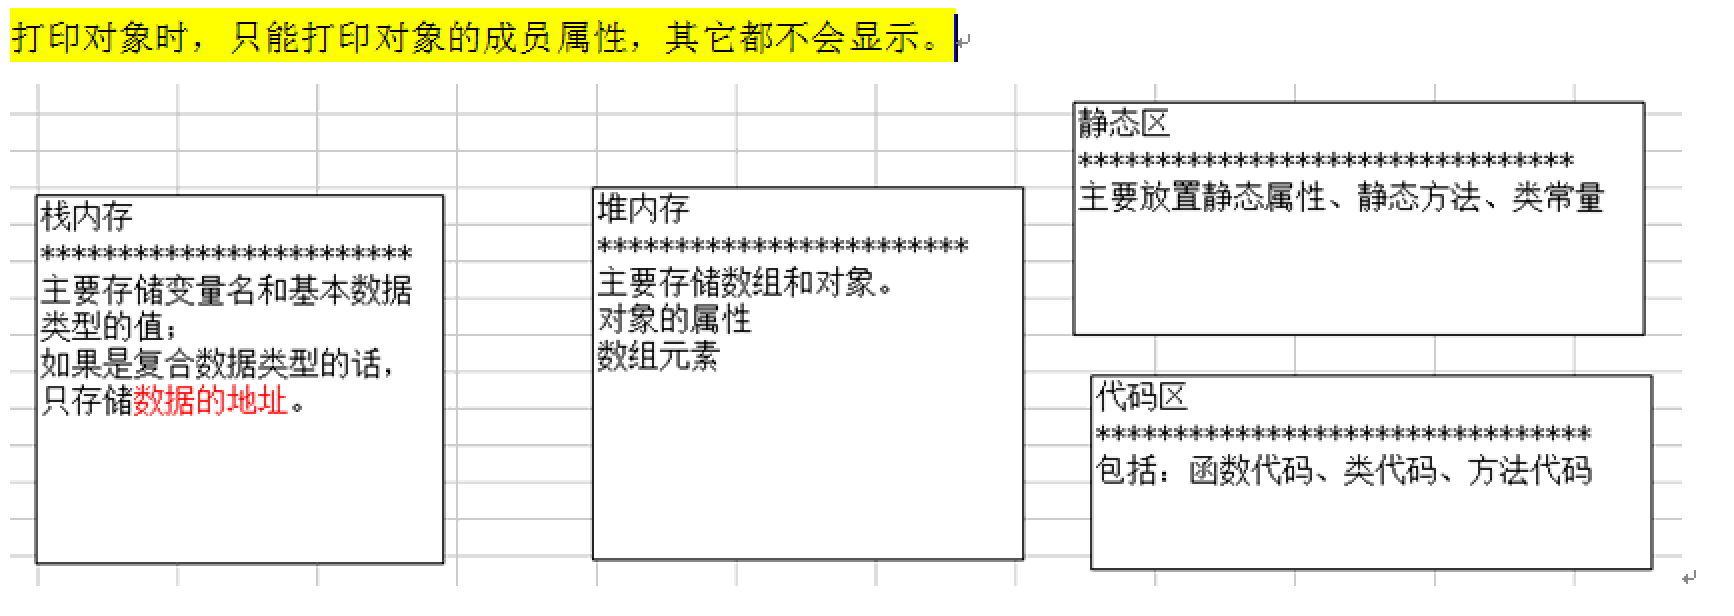 打印对象时，只能打印对象的成员属性，其它都不会显示。
栈内存
************************
主要存储变量名和基本数据
类型的值；
如果是复合数据类型的话，
只存储数据的地址。
堆内存
************************
主要存储数组和对象。
对象的属性
数组元素
静态区
********************************
主要放置静态属性、静态方法、类常量
代码区
********************************
包括：函数代码、类代码、方法代码